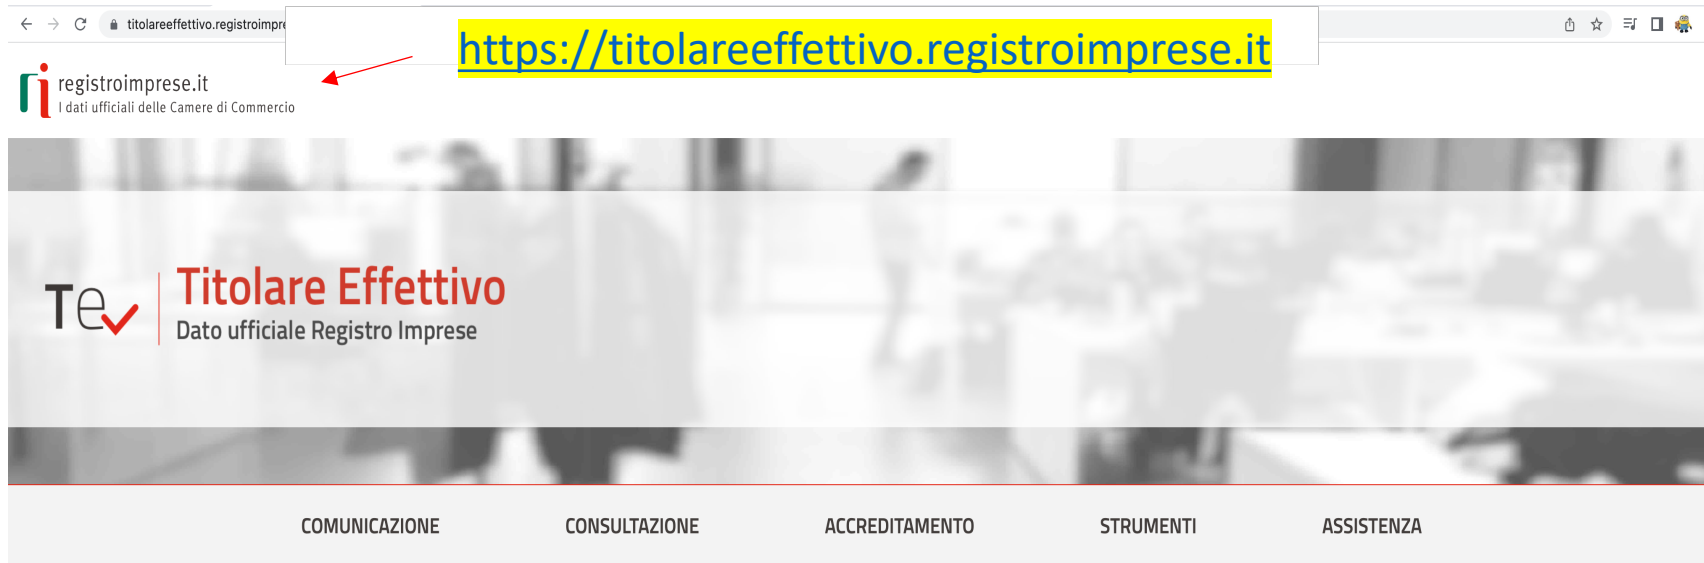 titolareeffettivo.registroimpre
https://titolareeffettivo.registroimprese.it
registroimprese.it
I dati ufficiali delle Camere di Commercio
Te
Titolare Effettivo
Dato ufficiale Registro Imprese
COMUNICAZIONE CONSULTAZIONE ACCREDITAMENTO STRUMENTI ASSISTENZA